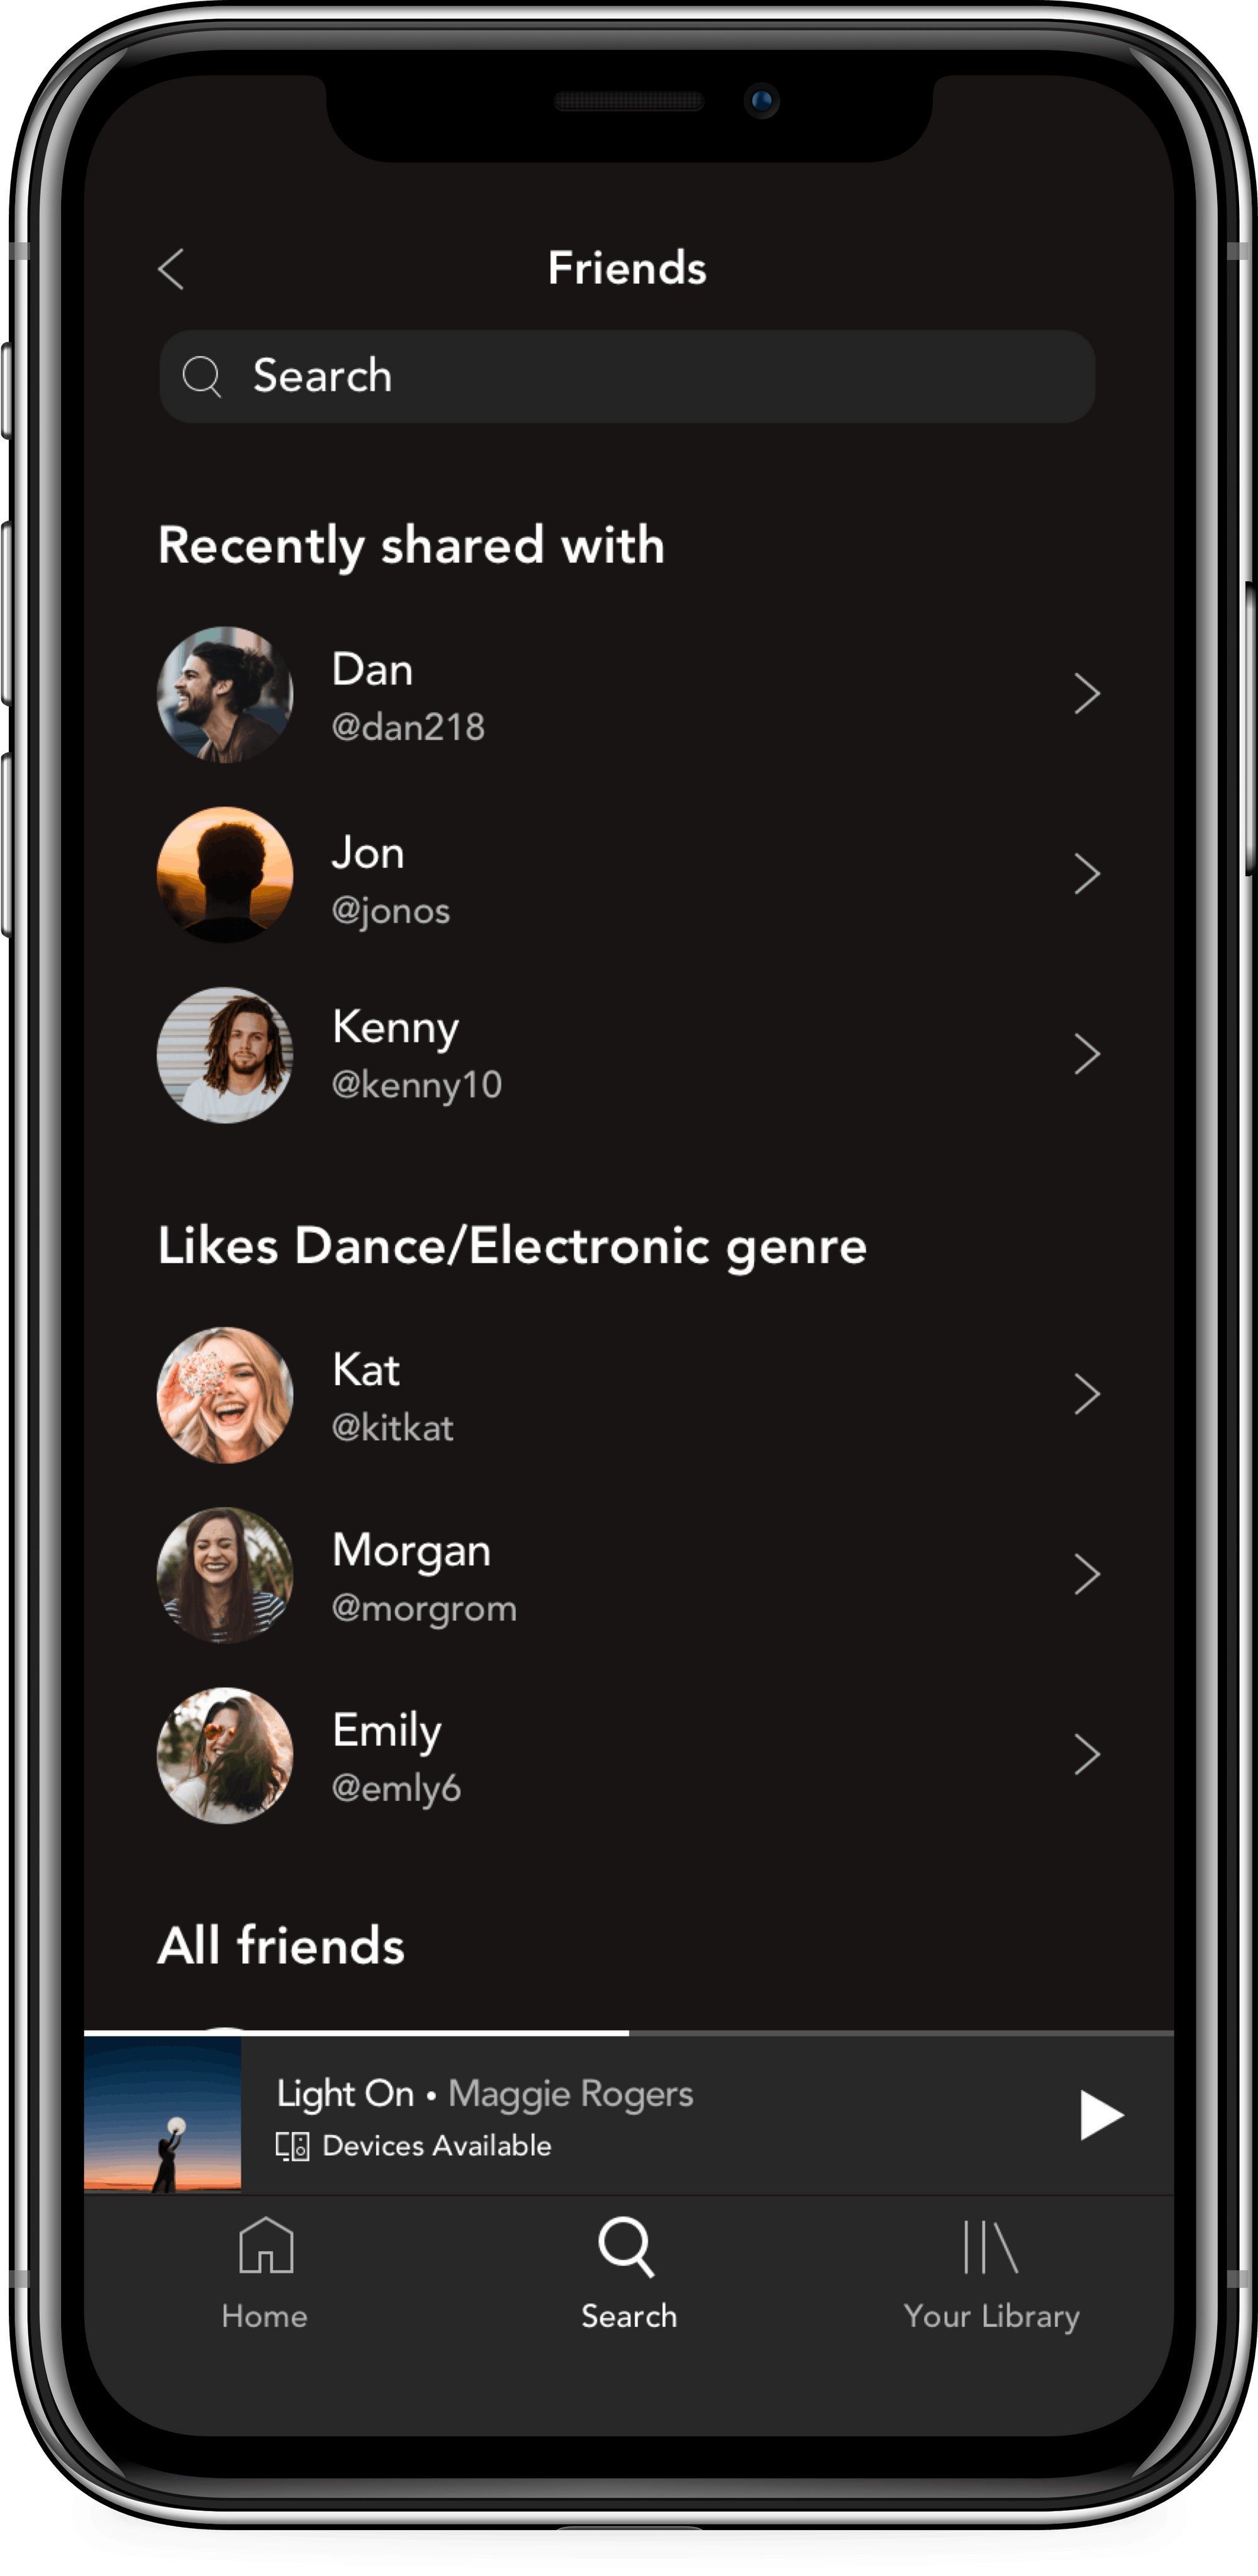 Friends
Search
Recently shared with
Dan
@dan218
Jon
@jonos
Kenny
@kenny10
Likes Dance/Electronic genre
Kat
@kitkat
Morgan
@morgrom
Emily
@emly6
All friends
Light On • Maggie Rogers
Devices Available
Home Search Your Library